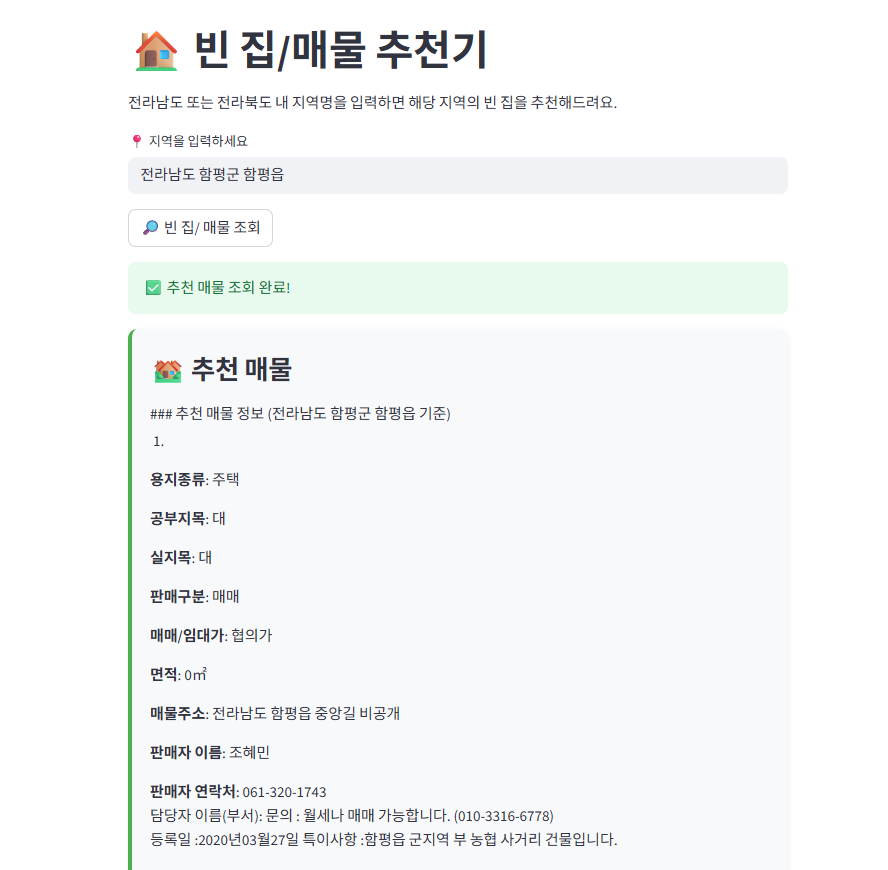 빈 집/매물 추천기
전라남도 또는 전라북도 내 지역명을 입력하면 해당 지역의 빈 집을 추천해드려요.
지역을 입력하세요
전라남도 함평군 함평읍
빈 집/ 매물 조회
추천 매물 조회 완료!
추천 매물
### 추천 매물 정보 (전라남도 함평군 함평읍 기준)
1.
용지종류: 주택
공부지목: 대
실지목: 대
판매구분: 매매
매매/임대가: 협의가
면적: 0㎡
매물주소: 전라남도 함평읍 중앙길 비공개
판매자 이름: 조혜민
판매자 연락처: 061-320-1743
담당자 이름(부서): 문의 : 월세나 매매 가능합니다. (010-3316-6778)
등록일 :2020년03월27일 특이사항 :함평읍 군지역 부 농협 사거리 건물입니다.